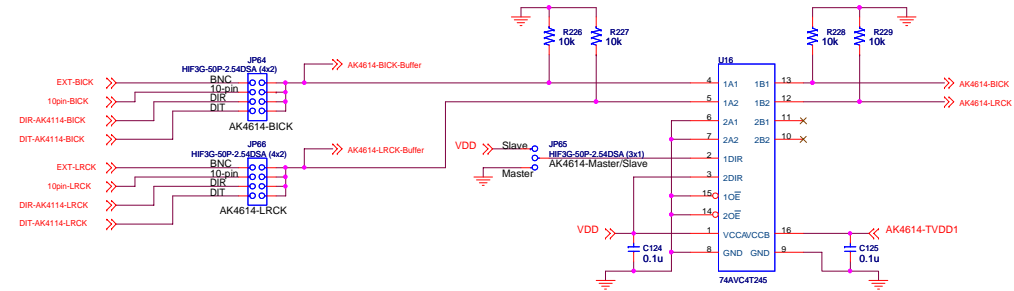 R226
10k
R227
10k
R228
10k
R229
10k
JP64
HIF3G-50P-2.54DSA (4x2)
AK4614-BICK-Buffer
U16
EXT-BICK
BNC
10pin-BICK
10-pin
DIR-AK4114-BICK
DIR
DIT-AK4114-BICK
DIT
AK4614-BICK
4 1A1 1B1 13
AK4614-BICK
5 1A2 1B2 12
AK4614-LRCK
6 2A1 2B1 11
7 2A2 2B2 10
2 1DIR
3 2DIR
15 1OE
14 2OE
1 VCCA VCCB 16
8 GND GND 9
74AVC4T245
JP66
HIF3G-50P-2.54DSA (4x2)
AK4614-LRCK-Buffer
EXT-LRCK
BNC
10pin-LRCK
10-pin
DIR-AK4114-LRCK
DIR
DIT-AK4114-LRCK
DIT
AK4614-LRCK
VDD
Slave
JP65
HIF3G-50P-2.54DSA (3x1)
AK4614-Master/Slave
Master
VDD
C124
0.1u
AK4614-TVDD1
C125
0.1u